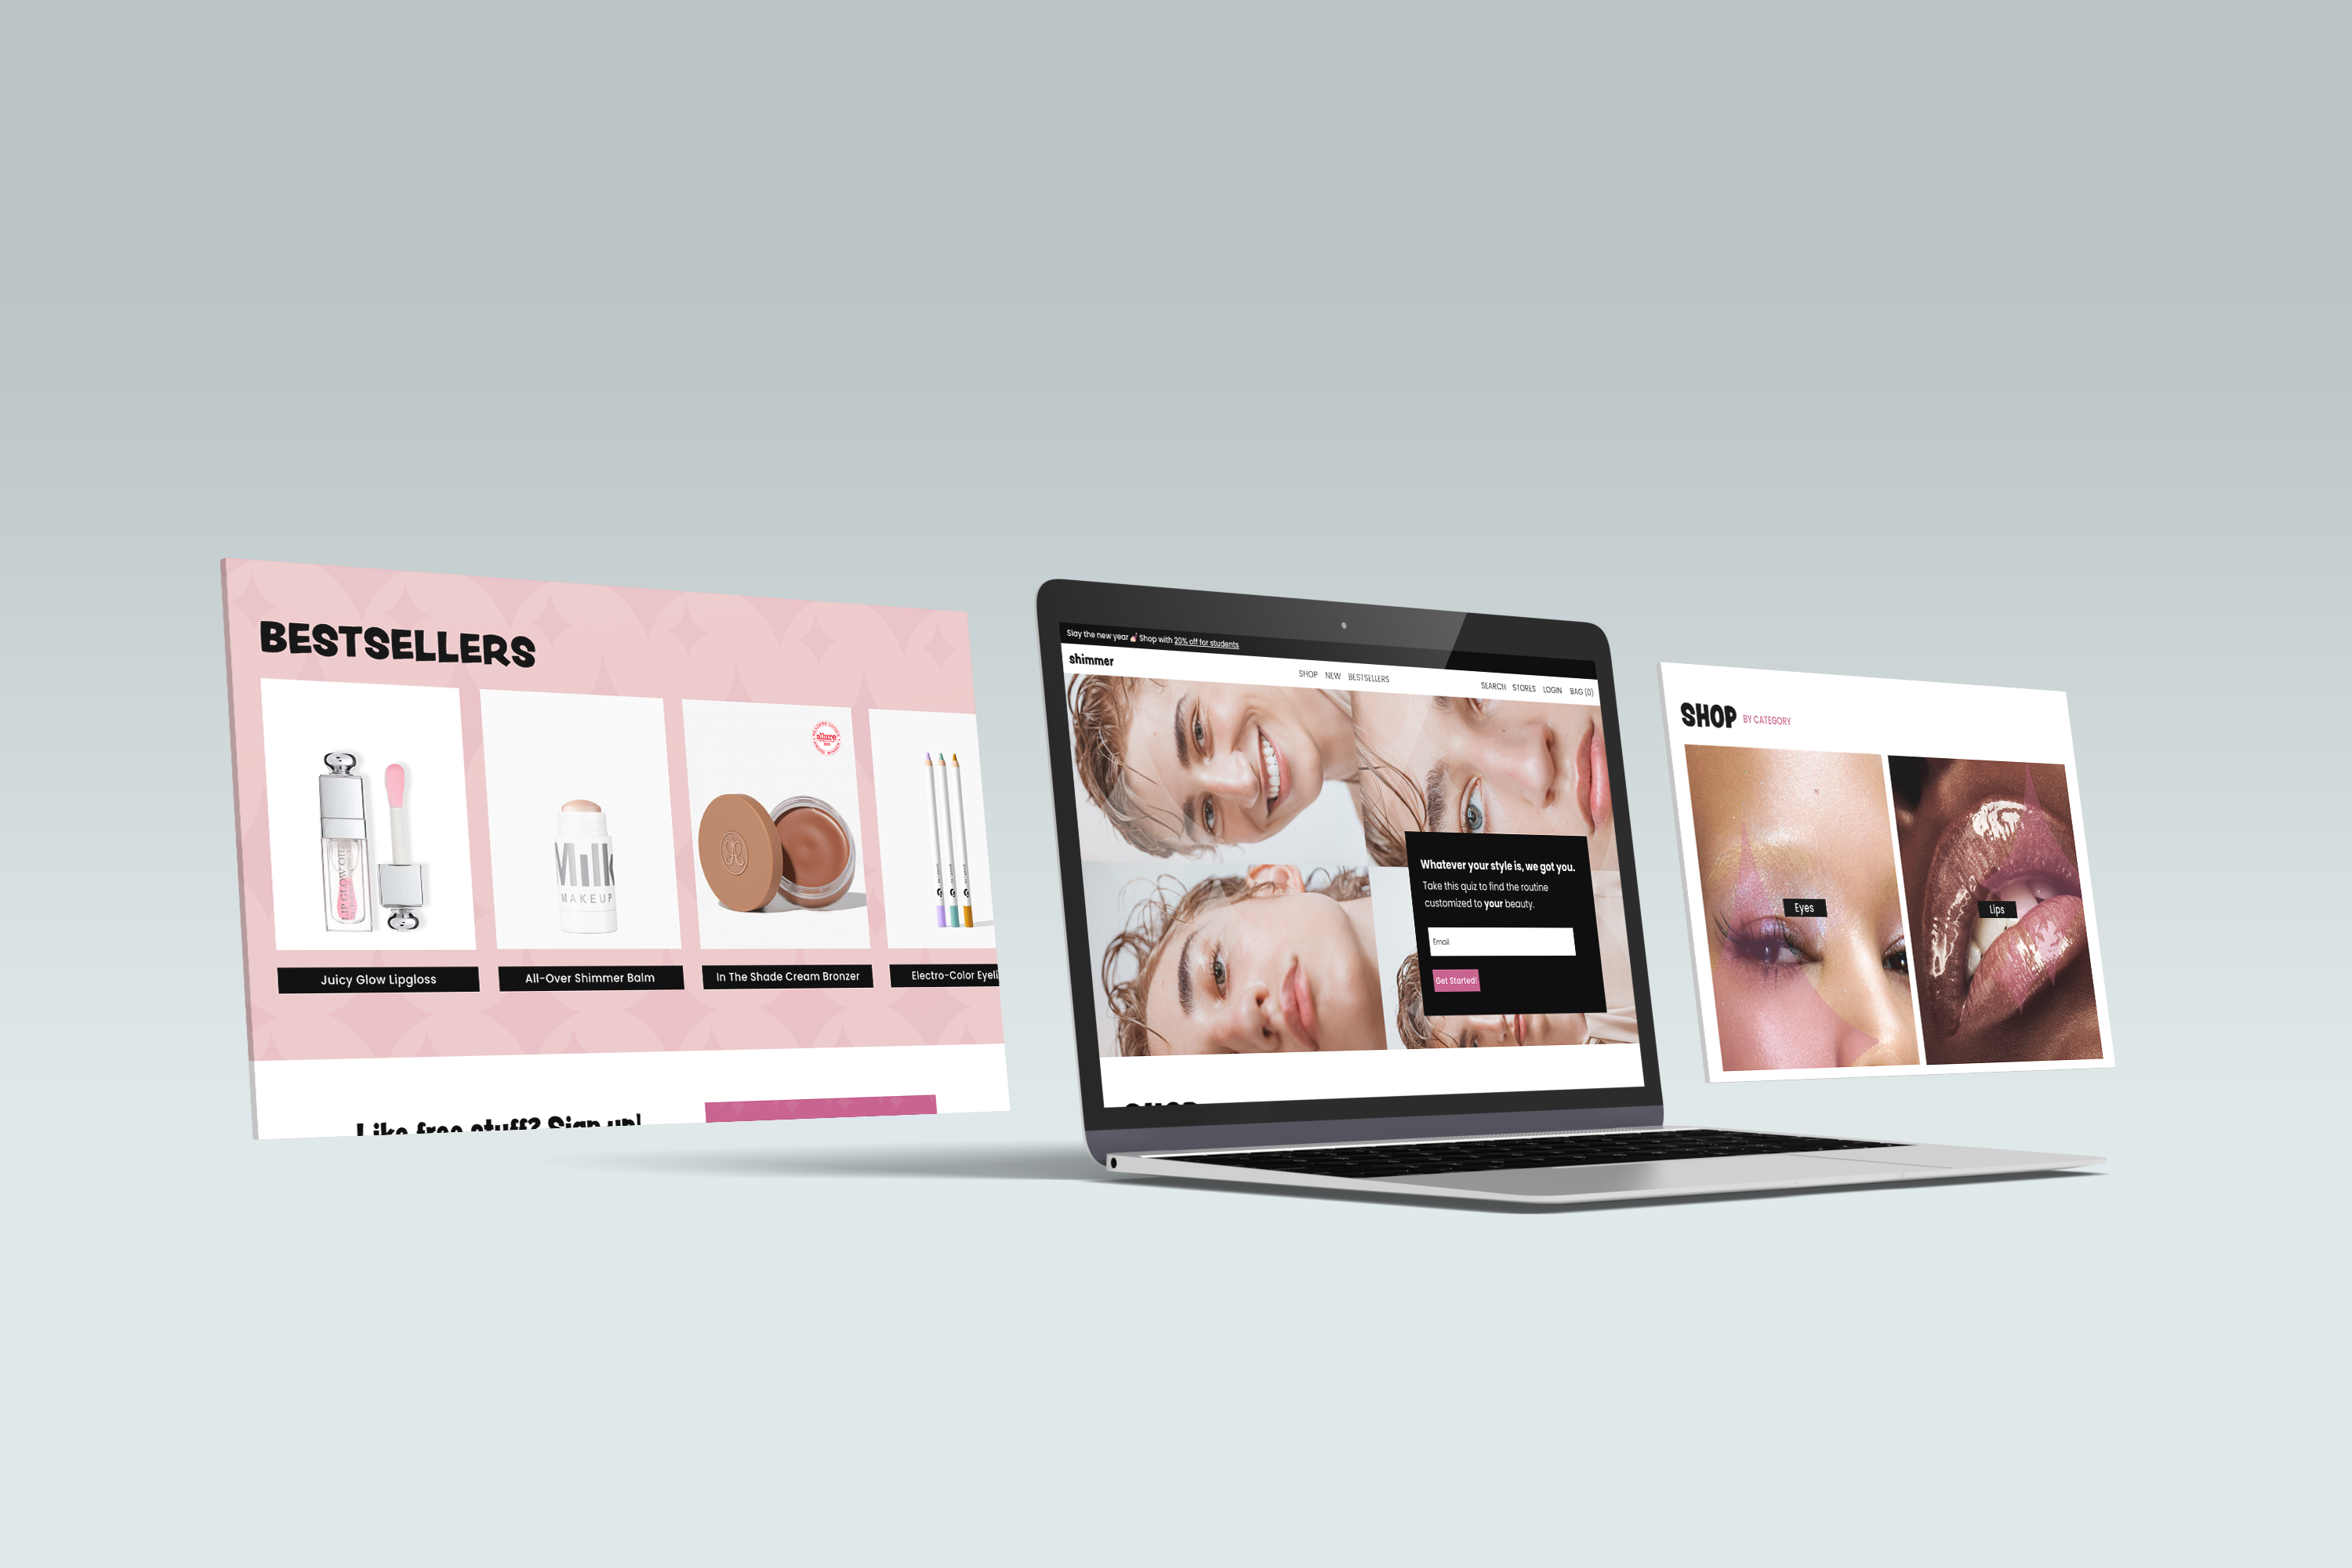 BESTSELLERS
LIP GLOW OIL
Milk
MAKEUP
allure
Juicy Glow Lipgloss
All-Over Shimmer Balm
In The Shade Cream Bronzer
Electro-Color Eyeli
Like free stuff? Sign up!
Slay the new year 💅🏻 Shop with 20% off for students
shimmer
SHOP NEW BESTSELLERS
SEARCH STORES LOGIN BAG (0)
Whatever your style is, we got you.
Take this quiz to find the routine
customized to your beauty.
Email
Get Started!
SHOP
SHOP BY CATEGORY
Eyes
Lips